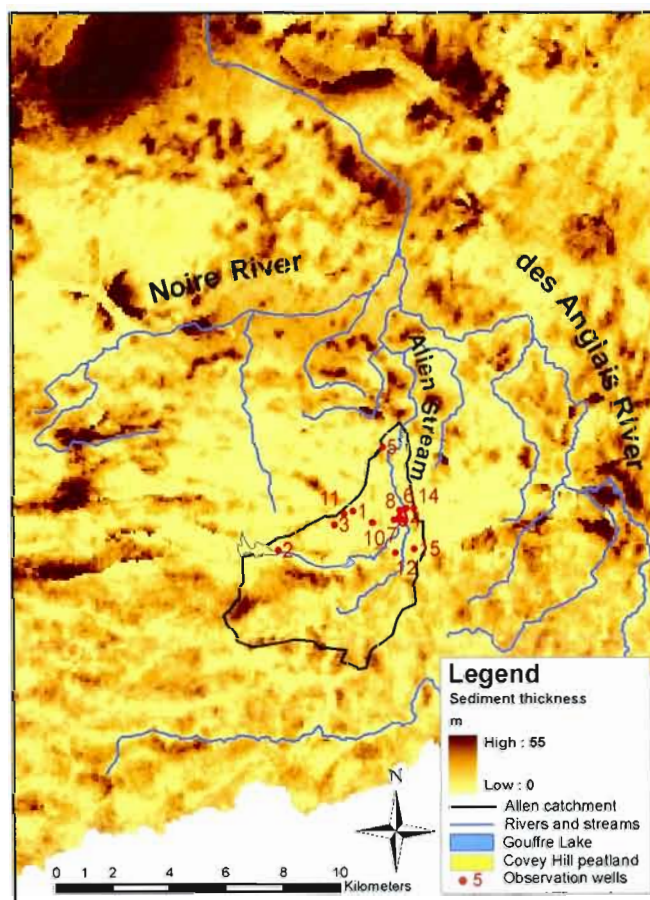 Noire River
des Anglais River
Allen Stream
5
11
1
3
8
6
14
7
4
10
2
12
15
Legend
Sediment thickness
m
High : 55
Low : 0
Allen catchment
Rivers and streams
Gouffre Lake
Covey Hill peatland
5 Observation wells
N
0 1 2 4 6 8 10
Kilometers